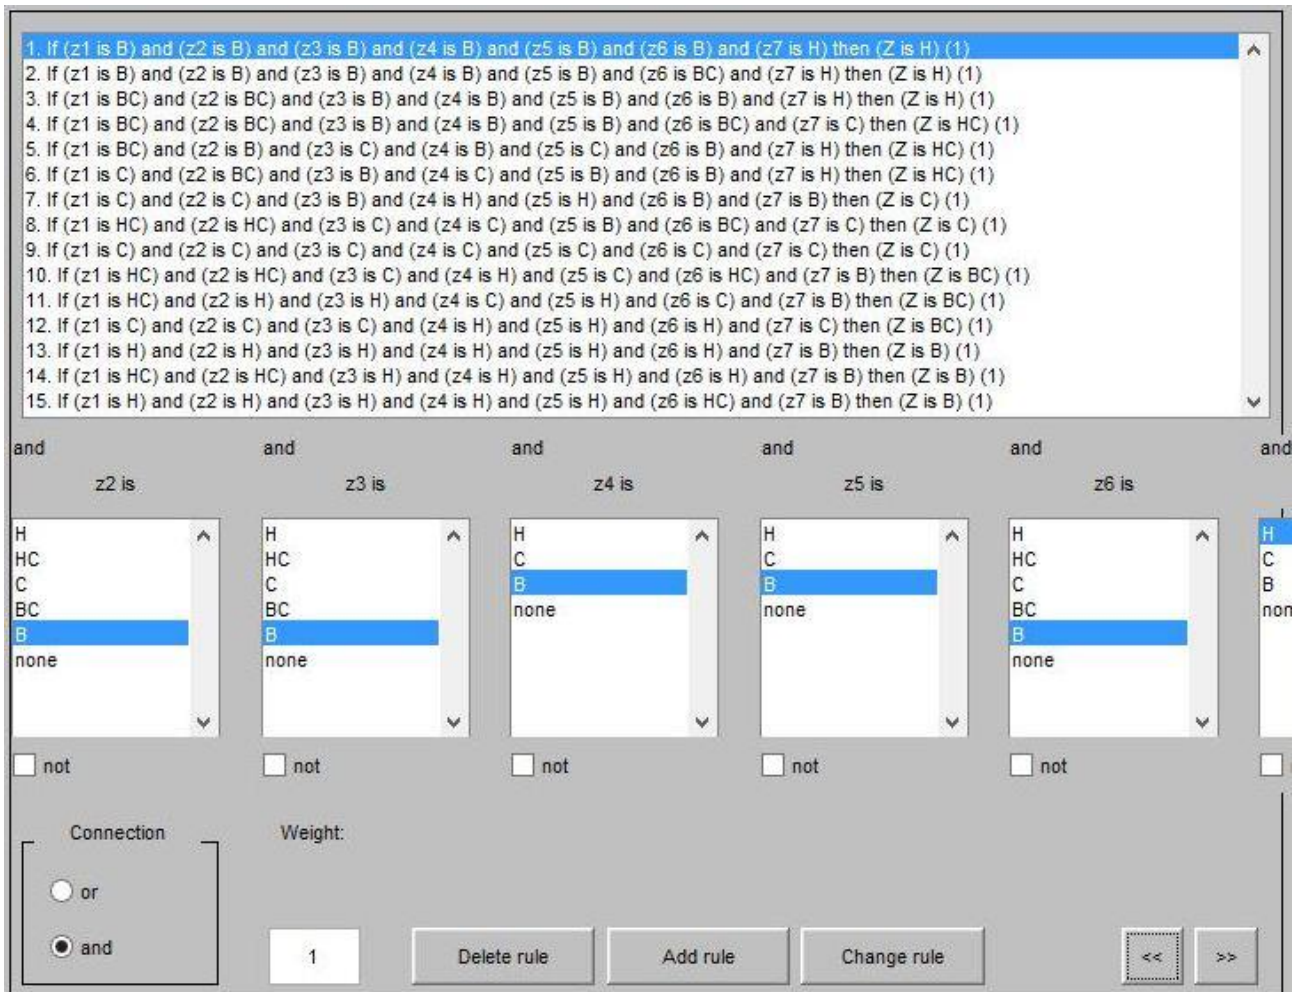 1. If (z1 is B) and (z2 is B) and (z3 is B) and (z4 is B) and (z5 is B) and (z6 is B) and (z7 is H) then (Z is H) (1)
2. If (z1 is B) and (z2 is B) and (z3 is B) and (z4 is B) and (z5 is B) and (z6 is BC) and (z7 is H) then (Z is H) (1)
3. If (z1 is BC) and (z2 is BC) and (z3 is B) and (z4 is B) and (z5 is B) and (z6 is B) and (z7 is H) then (Z is H) (1)
4. If (z1 is BC) and (z2 is BC) and (z3 is B) and (z4 is B) and (z5 is B) and (z6 is BC) and (z7 is C) then (Z is HC) (1)
5. If (z1 is BC) and (z2 is B) and (z3 is C) and (z4 is B) and (z5 is C) and (z6 is B) and (z7 is H) then (Z is HC) (1)
6. If (z1 is C) and (z2 is BC) and (z3 is B) and (z4 is C) and (z5 is B) and (z6 is B) and (z7 is H) then (Z is HC) (1)
7. If (z1 is C) and (z2 is C) and (z3 is B) and (z4 is H) and (z5 is H) and (z6 is B) and (z7 is B) then (Z is C) (1)
8. If (z1 is HC) and (z2 is HC) and (z3 is C) and (z4 is C) and (z5 is B) and (z6 is BC) and (z7 is C) then (Z is C) (1)
9. If (z1 is C) and (z2 is C) and (z3 is C) and (z4 is C) and (z5 is C) and (z6 is C) and (z7 is C) then (Z is C) (1)
10. If (z1 is HC) and (z2 is HC) and (z3 is C) and (z4 is H) and (z5 is C) and (z6 is HC) and (z7 is B) then (Z is BC) (1)
11. If (z1 is HC) and (z2 is H) and (z3 is H) and (z4 is C) and (z5 is H) and (z6 is C) and (z7 is B) then (Z is BC) (1)
12. If (z1 is C) and (z2 is C) and (z3 is C) and (z4 is H) and (z5 is H) and (z6 is H) and (z7 is C) then (Z is BC) (1)
13. If (z1 is H) and (z2 is H) and (z3 is H) and (z4 is H) and (z5 is H) and (z6 is H) and (z7 is B) then (Z is B) (1)
14. If (z1 is HC) and (z2 is HC) and (z3 is H) and (z4 is H) and (z5 is H) and (z6 is H) and (z7 is B) then (Z is B) (1)
15. If (z1 is H) and (z2 is H) and (z3 is H) and (z4 is H) and (z5 is H) and (z6 is HC) and (z7 is B) then (Z is B) (1)
and and and and and and
z2 is z3 is z4 is z5 is z6 is
H H H H H H
HC HC C C HC C
C C B B C B
BC BC none none BC
B B B
none none none
not not not not not
Connection Weight:
or
and 1 Delete rule Add rule Change rule << >>